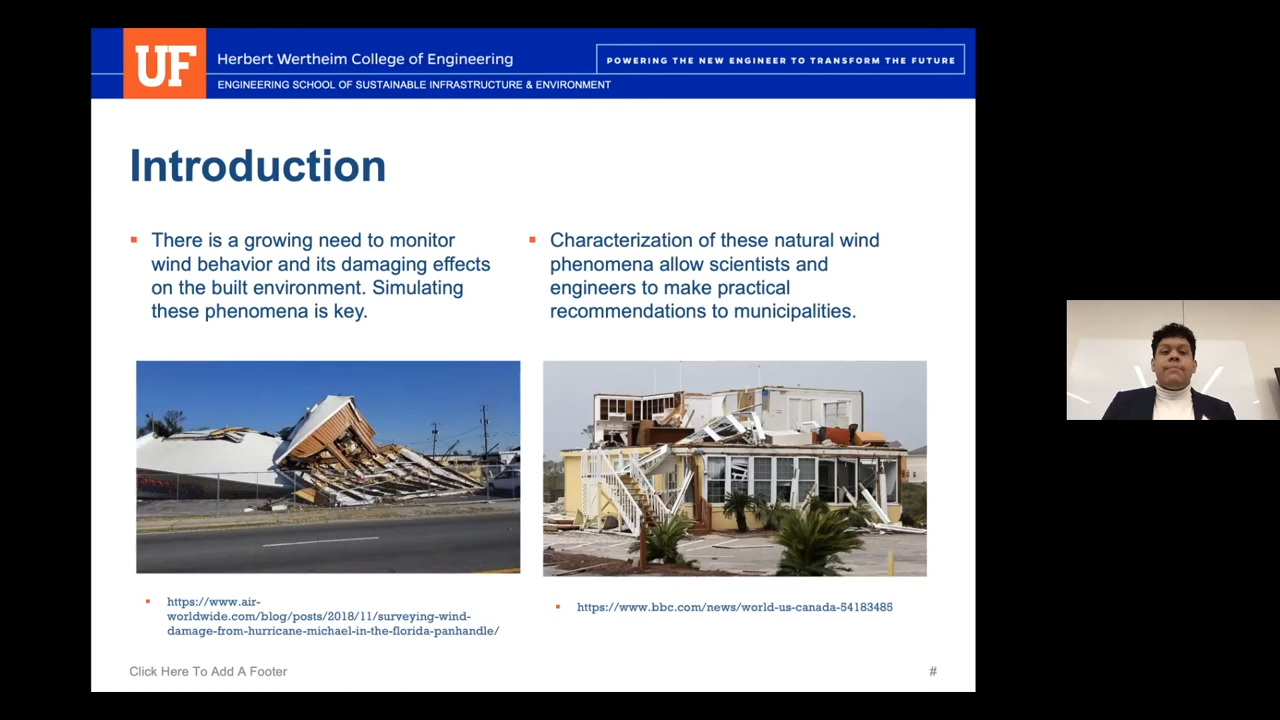 UF
Herbert Wertheim College of Engineering
POWERING THE NEW ENGINEER TO TRANSFORM THE FUTURE
ENGINEERING SCHOOL OF SUSTAINABLE INFRASTRUCTURE & ENVIRONMENT
Introduction
There is a growing need to monitor
wind behavior and its damaging effects
on the built environment. Simulating
these phenomena is key.
Characterization of these natural wind
phenomena allow scientists and
engineers to make practical
recommendations to municipalities.
https://www.air-
worldwide.com/blog/posts/2018/11/surveying-wind-
damage-from-hurricane-michael-in-the-florida-panhandle/
https://www.bbc.com/news/world-us-canada-54183485
Click Here To Add A Footer
#